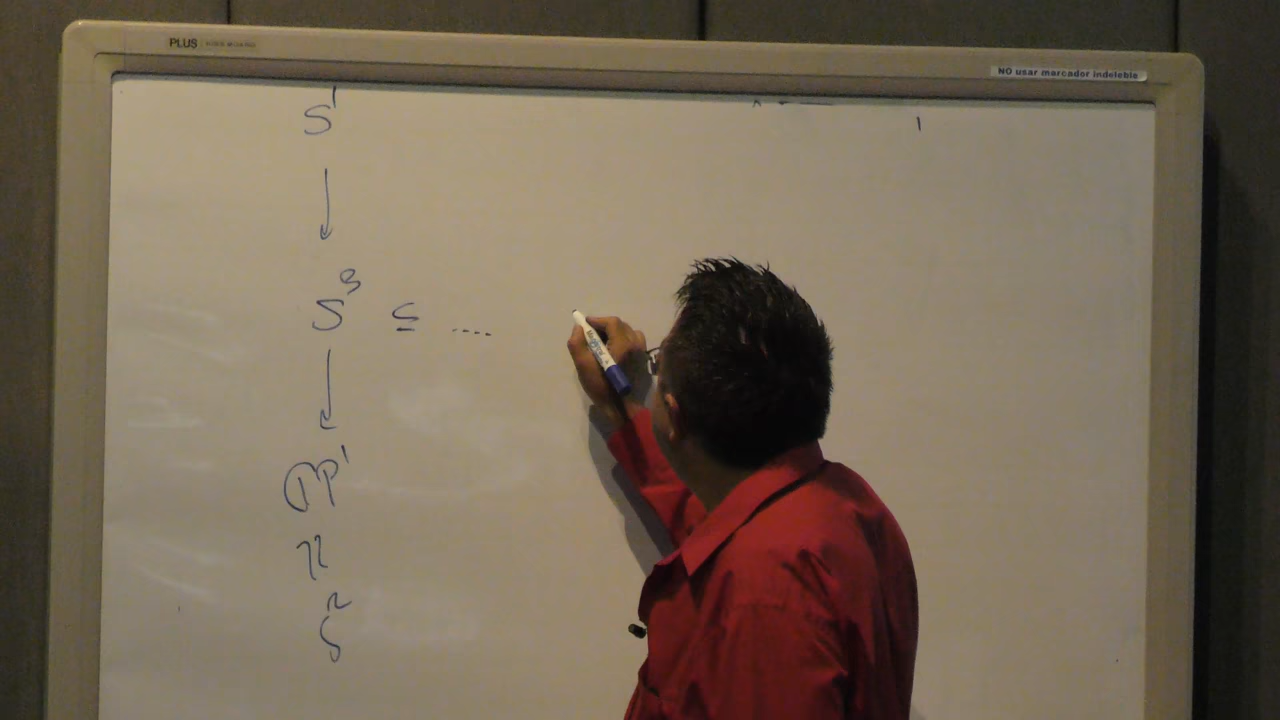 PLUS
NO usar marcador indeleble
S¹
↓
S³ ⊆ ....
↓
ℂP¹
≀≀
S²